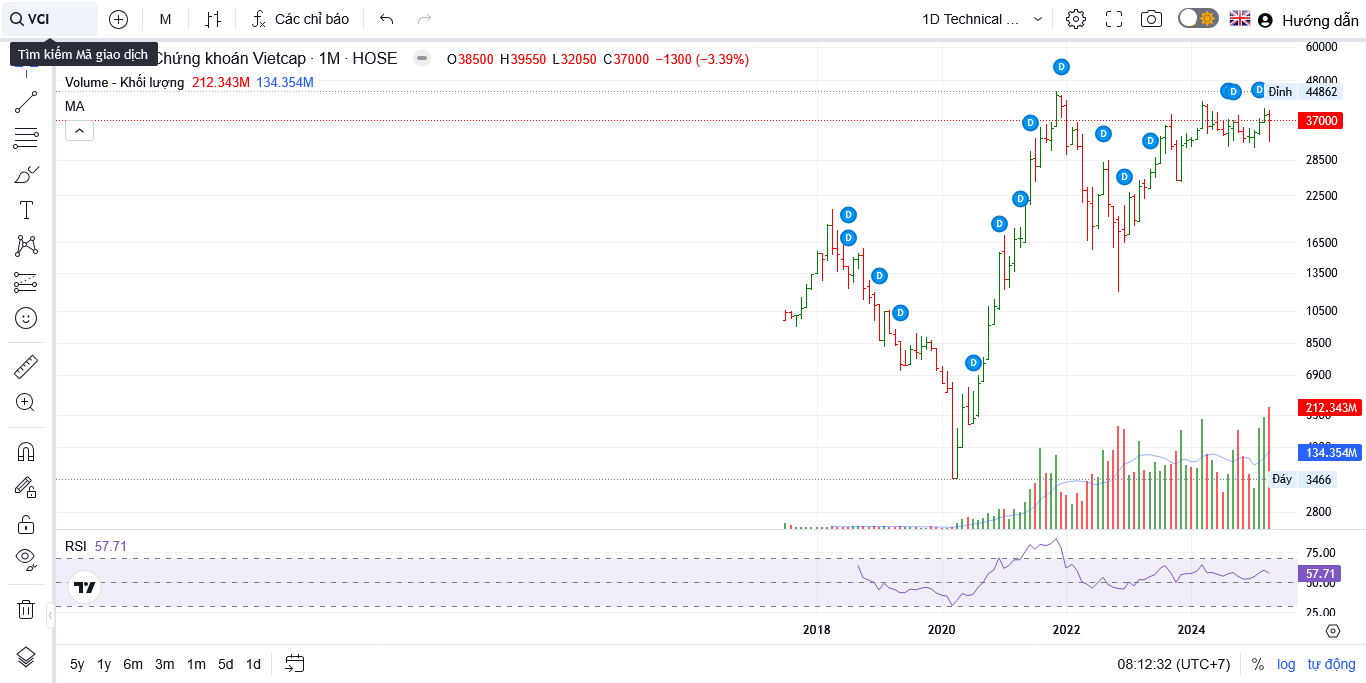 VCI
M
Các chỉ báo
1D Technical ...
Hướng dẫn
Tìm kiếm Mã giao dịch
Chứng khoán Vietcap · 1M · HOSE
O38500 H39550 L32050 C37000 −1300 (−3.39%)
Volume - Khối lượng 212.343M 134.354M
MA
60000
48000
Đỉnh 44862
37000
28500
22500
16500
13500
10500
8500
6900
212.343M
134.354M
Đáy 3466
2800
D
D
D
D
D
D
D
D
D
D
D
D
D
D
RSI 57.71
75.00
57.71
50.00
25.00
2018
2020
2022
2024
5y 1y 6m 3m 1m 5d 1d
08:12:32 (UTC+7)
%
log
tự động